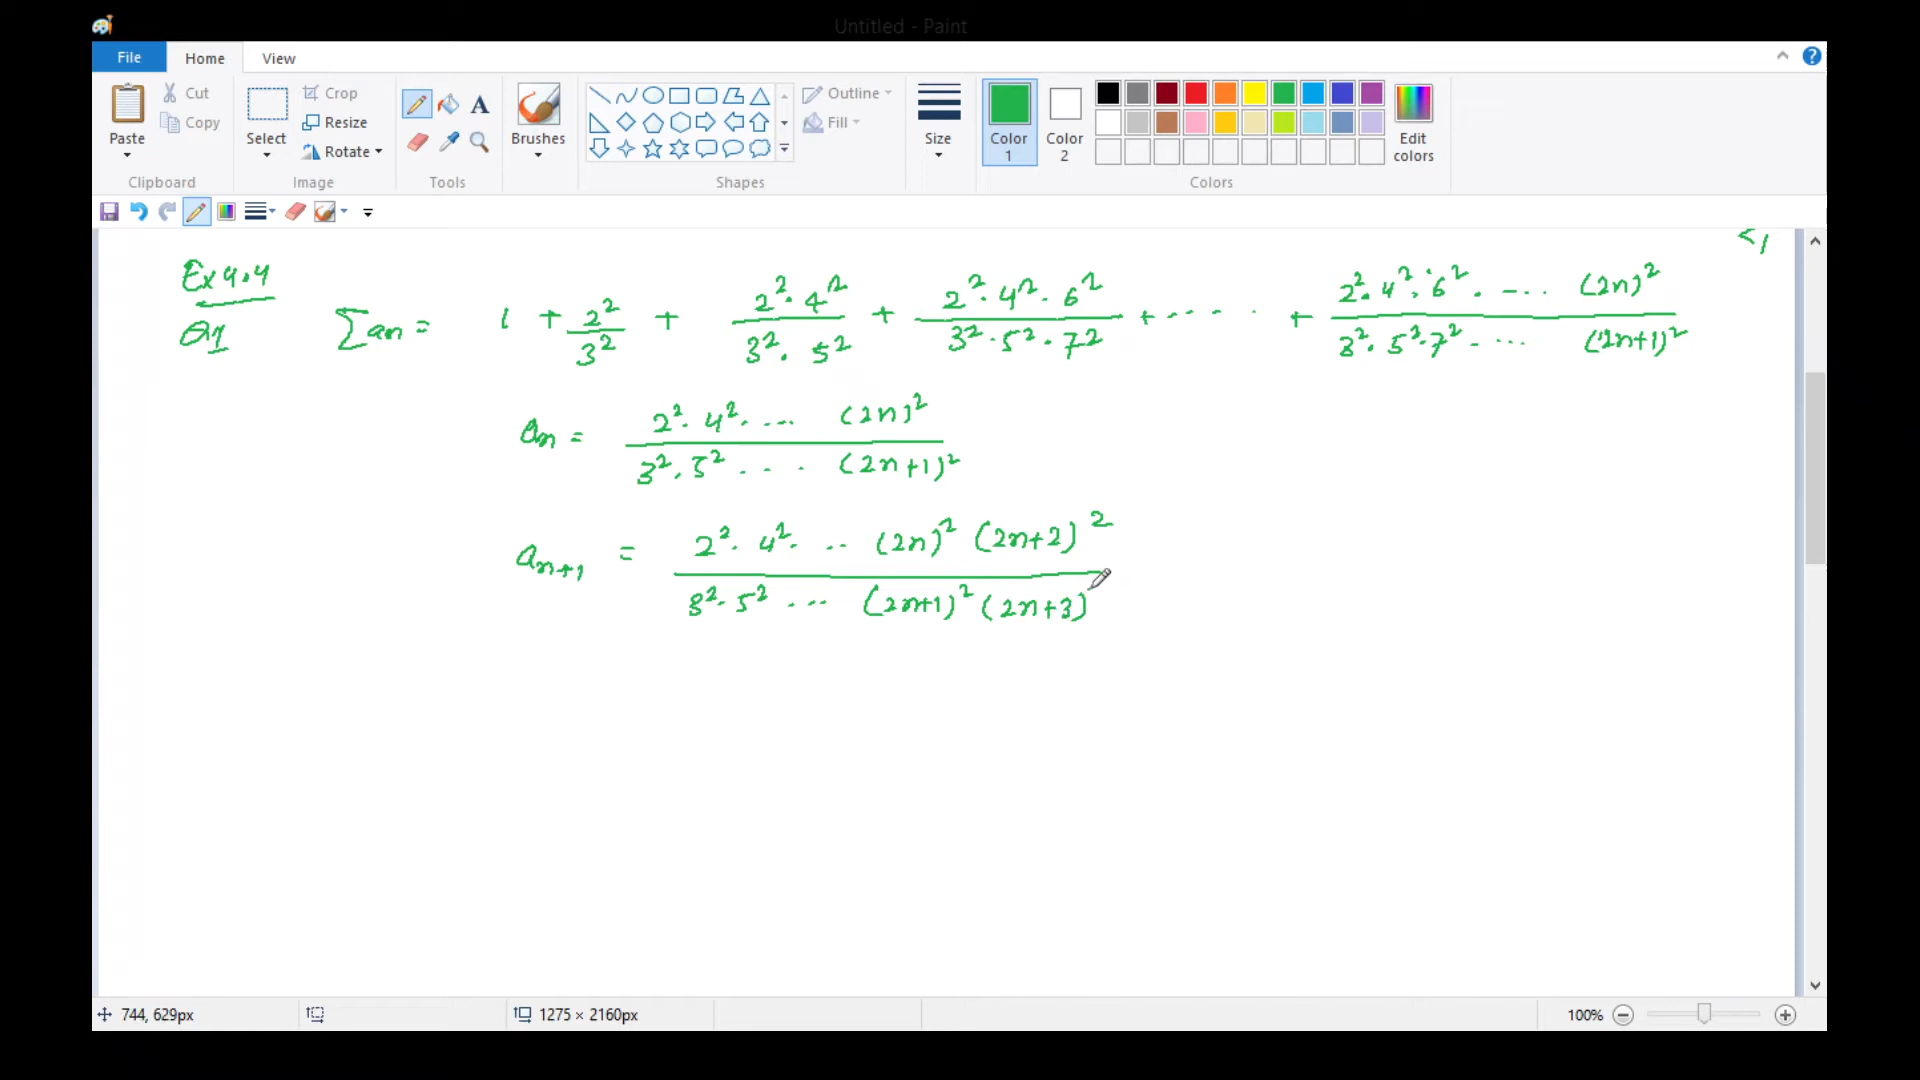 Untitled - Paint
File Home View
Paste Cut Copy Clipboard
Select Crop Resize Rotate Image
A Tools
Brushes
Shapes Outline Fill
Size
Color 1 Color 2 Edit colors Colors
<1
Ex 9.4
Q1 ∑an = 1 + 2²/3² + 2²·4²/3²·5² + 2²·4²·6²/3²·5²·7² + ····· + 2²·4²·6²· ---·· (2n)²/3²·5²·7²- ··· (2n+1)²
an = 2²·4²· ... (2n)²/3²·5² ... (2n+1)²
an+1 = 2²·4²· .. (2n)² (2n+2)²/3²·5² ... (2n+1)² (2n+3)
744, 629px 1275 × 2160px 100%